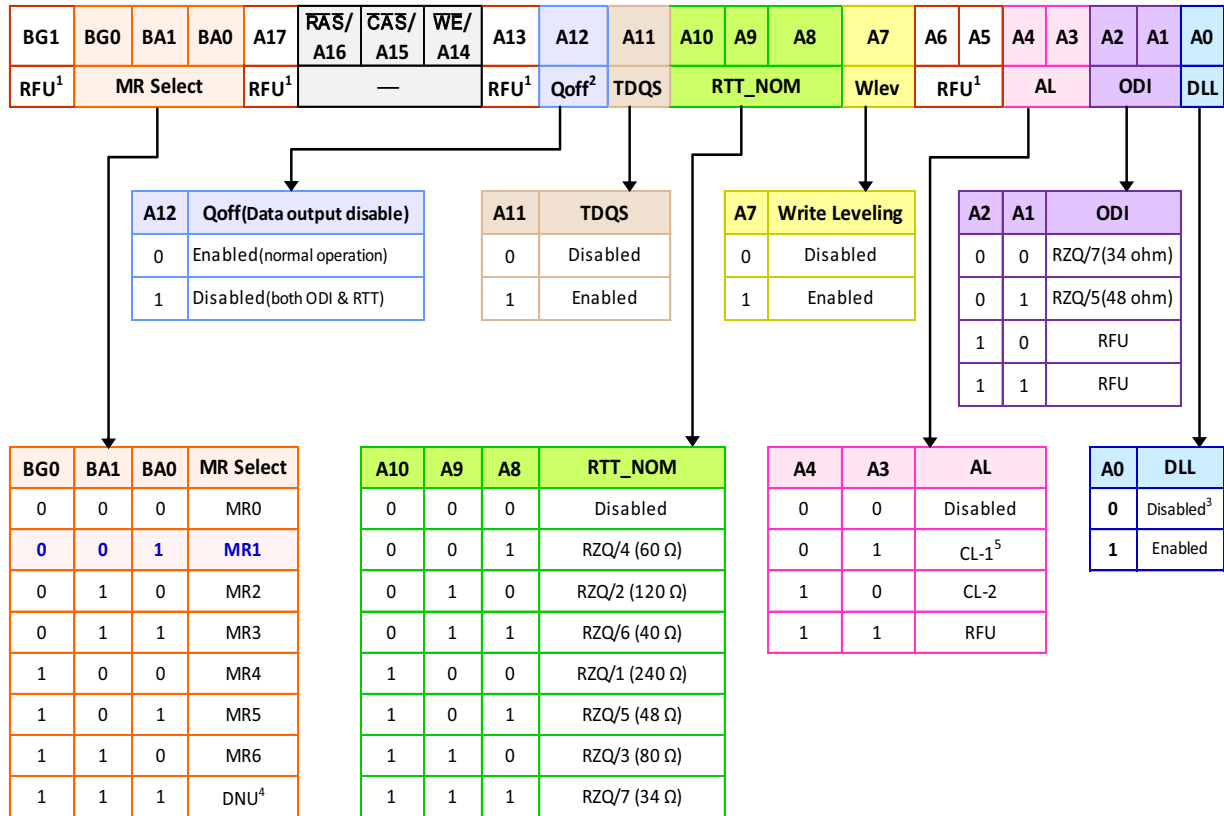 BG1 BG0 BA1 BA0 A17 RAS/ A16 CAS/ A15 WE/ A14 A13 A12 A11 A10 A9 A8 A7 A6 A5 A4 A3 A2 A1 A0
RFU1 MR Select RFU1 — RFU1 Qoff2 TDQS RTT_NOM Wlev RFU1 AL ODI DLL
A12 Qoff(Data output disable)
0 Enabled(normal operation)
1 Disabled(both ODI & RTT)
A11 TDQS
0 Disabled
1 Enabled
A7 Write Leveling
0 Disabled
1 Enabled
A2 A1 ODI
0 0 RZQ/7(34 ohm)
0 1 RZQ/5(48 ohm)
1 0 RFU
1 1 RFU
BG0 BA1 BA0 MR Select
0 0 0 MR0
0 0 1 MR1
0 1 0 MR2
0 1 1 MR3
1 0 0 MR4
1 0 1 MR5
1 1 0 MR6
1 1 1 DNU4
A10 A9 A8 RTT_NOM
0 0 0 Disabled
0 0 1 RZQ/4 (60 Ω)
0 1 0 RZQ/2 (120 Ω)
0 1 1 RZQ/6 (40 Ω)
1 0 0 RZQ/1 (240 Ω)
1 0 1 RZQ/5 (48 Ω)
1 1 0 RZQ/3 (80 Ω)
1 1 1 RZQ/7 (34 Ω)
A4 A3 AL
0 0 Disabled
0 1 CL-15
1 0 CL-2
1 1 RFU
A0 DLL
0 Disabled3
1 Enabled